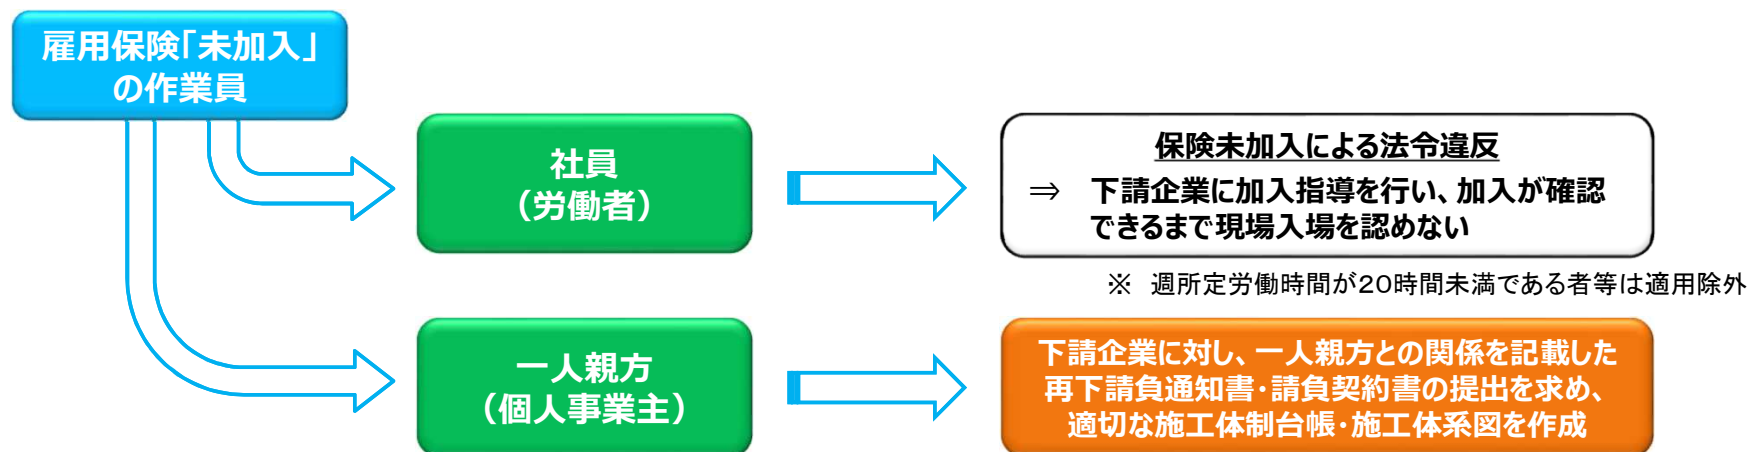 雇用保険「未加入」
の作業員
社員
（労働者）
保険未加入による法令違反
⇒ 下請企業に加入指導を行い、加入が確認
できるまで現場入場を認めない
※ 週所定労働時間が20時間未満である者等は適用除外
一人親方
（個人事業主）
下請企業に対し、一人親方との関係を記載した
再下請負通知書・請負契約書の提出を求め、
適切な施工体制台帳・施工体系図を作成